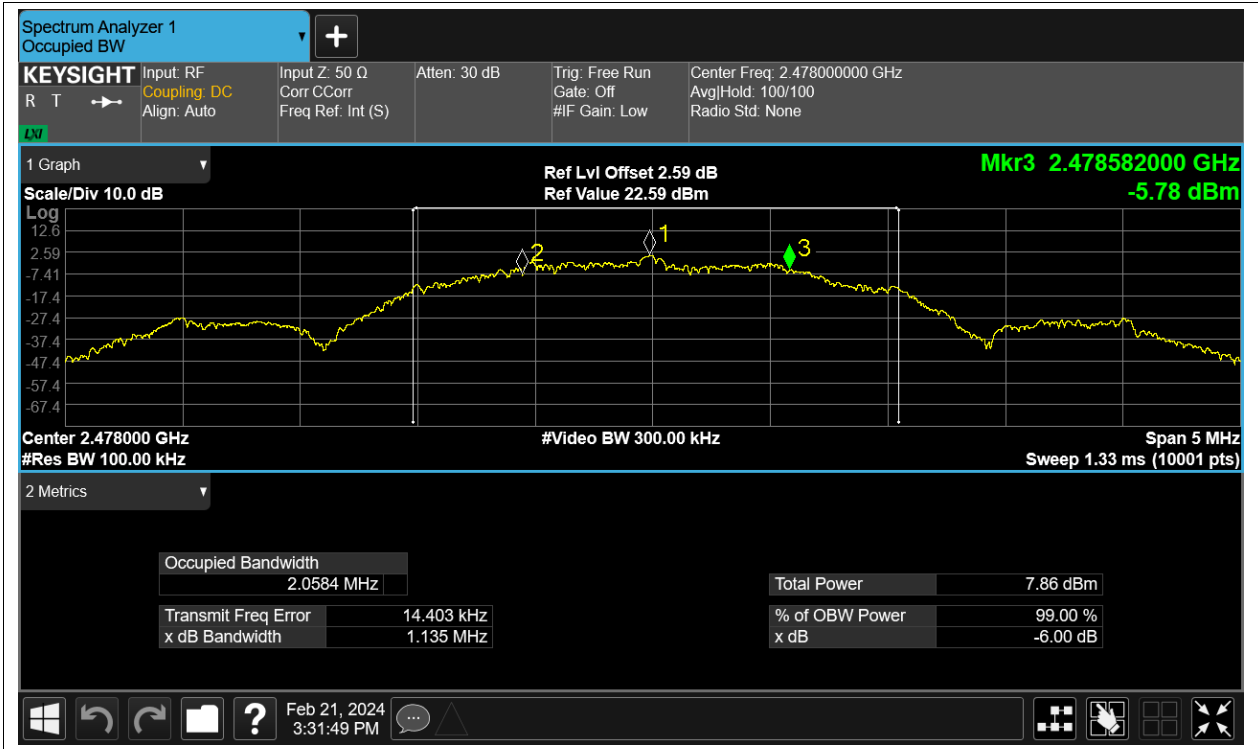 Spectrum Analyzer 1
Occupied BW
+
KEYSIGHT
R T
LXI
Input: RF
Coupling: DC
Align: Auto
Input Z: 50 Ω
Corr CCorr
Freq Ref: Int (S)
Atten: 30 dB
Trig: Free Run
Gate: Off
#IF Gain: Low
Center Freq: 2.478000000 GHz
Avg|Hold: 100/100
Radio Std: None
1 Graph
Scale/Div 10.0 dB
Ref Lvl Offset 2.59 dB
Ref Value 22.59 dBm
Mkr3 2.478582000 GHz
-5.78 dBm
Log
12.6
2.59
-7.41
-17.4
-27.4
-37.4
-47.4
-57.4
-67.4
2
1
3
Center 2.478000 GHz
#Video BW 300.00 kHz
Span 5 MHz
#Res BW 100.00 kHz
Sweep 1.33 ms (10001 pts)
2 Metrics
Occupied Bandwidth
2.0584 MHz
Transmit Freq Error 14.403 kHz
x dB Bandwidth 1.135 MHz
Total Power 7.86 dBm
% of OBW Power 99.00 %
x dB -6.00 dB
?
Feb 21, 2024
3:31:49 PM